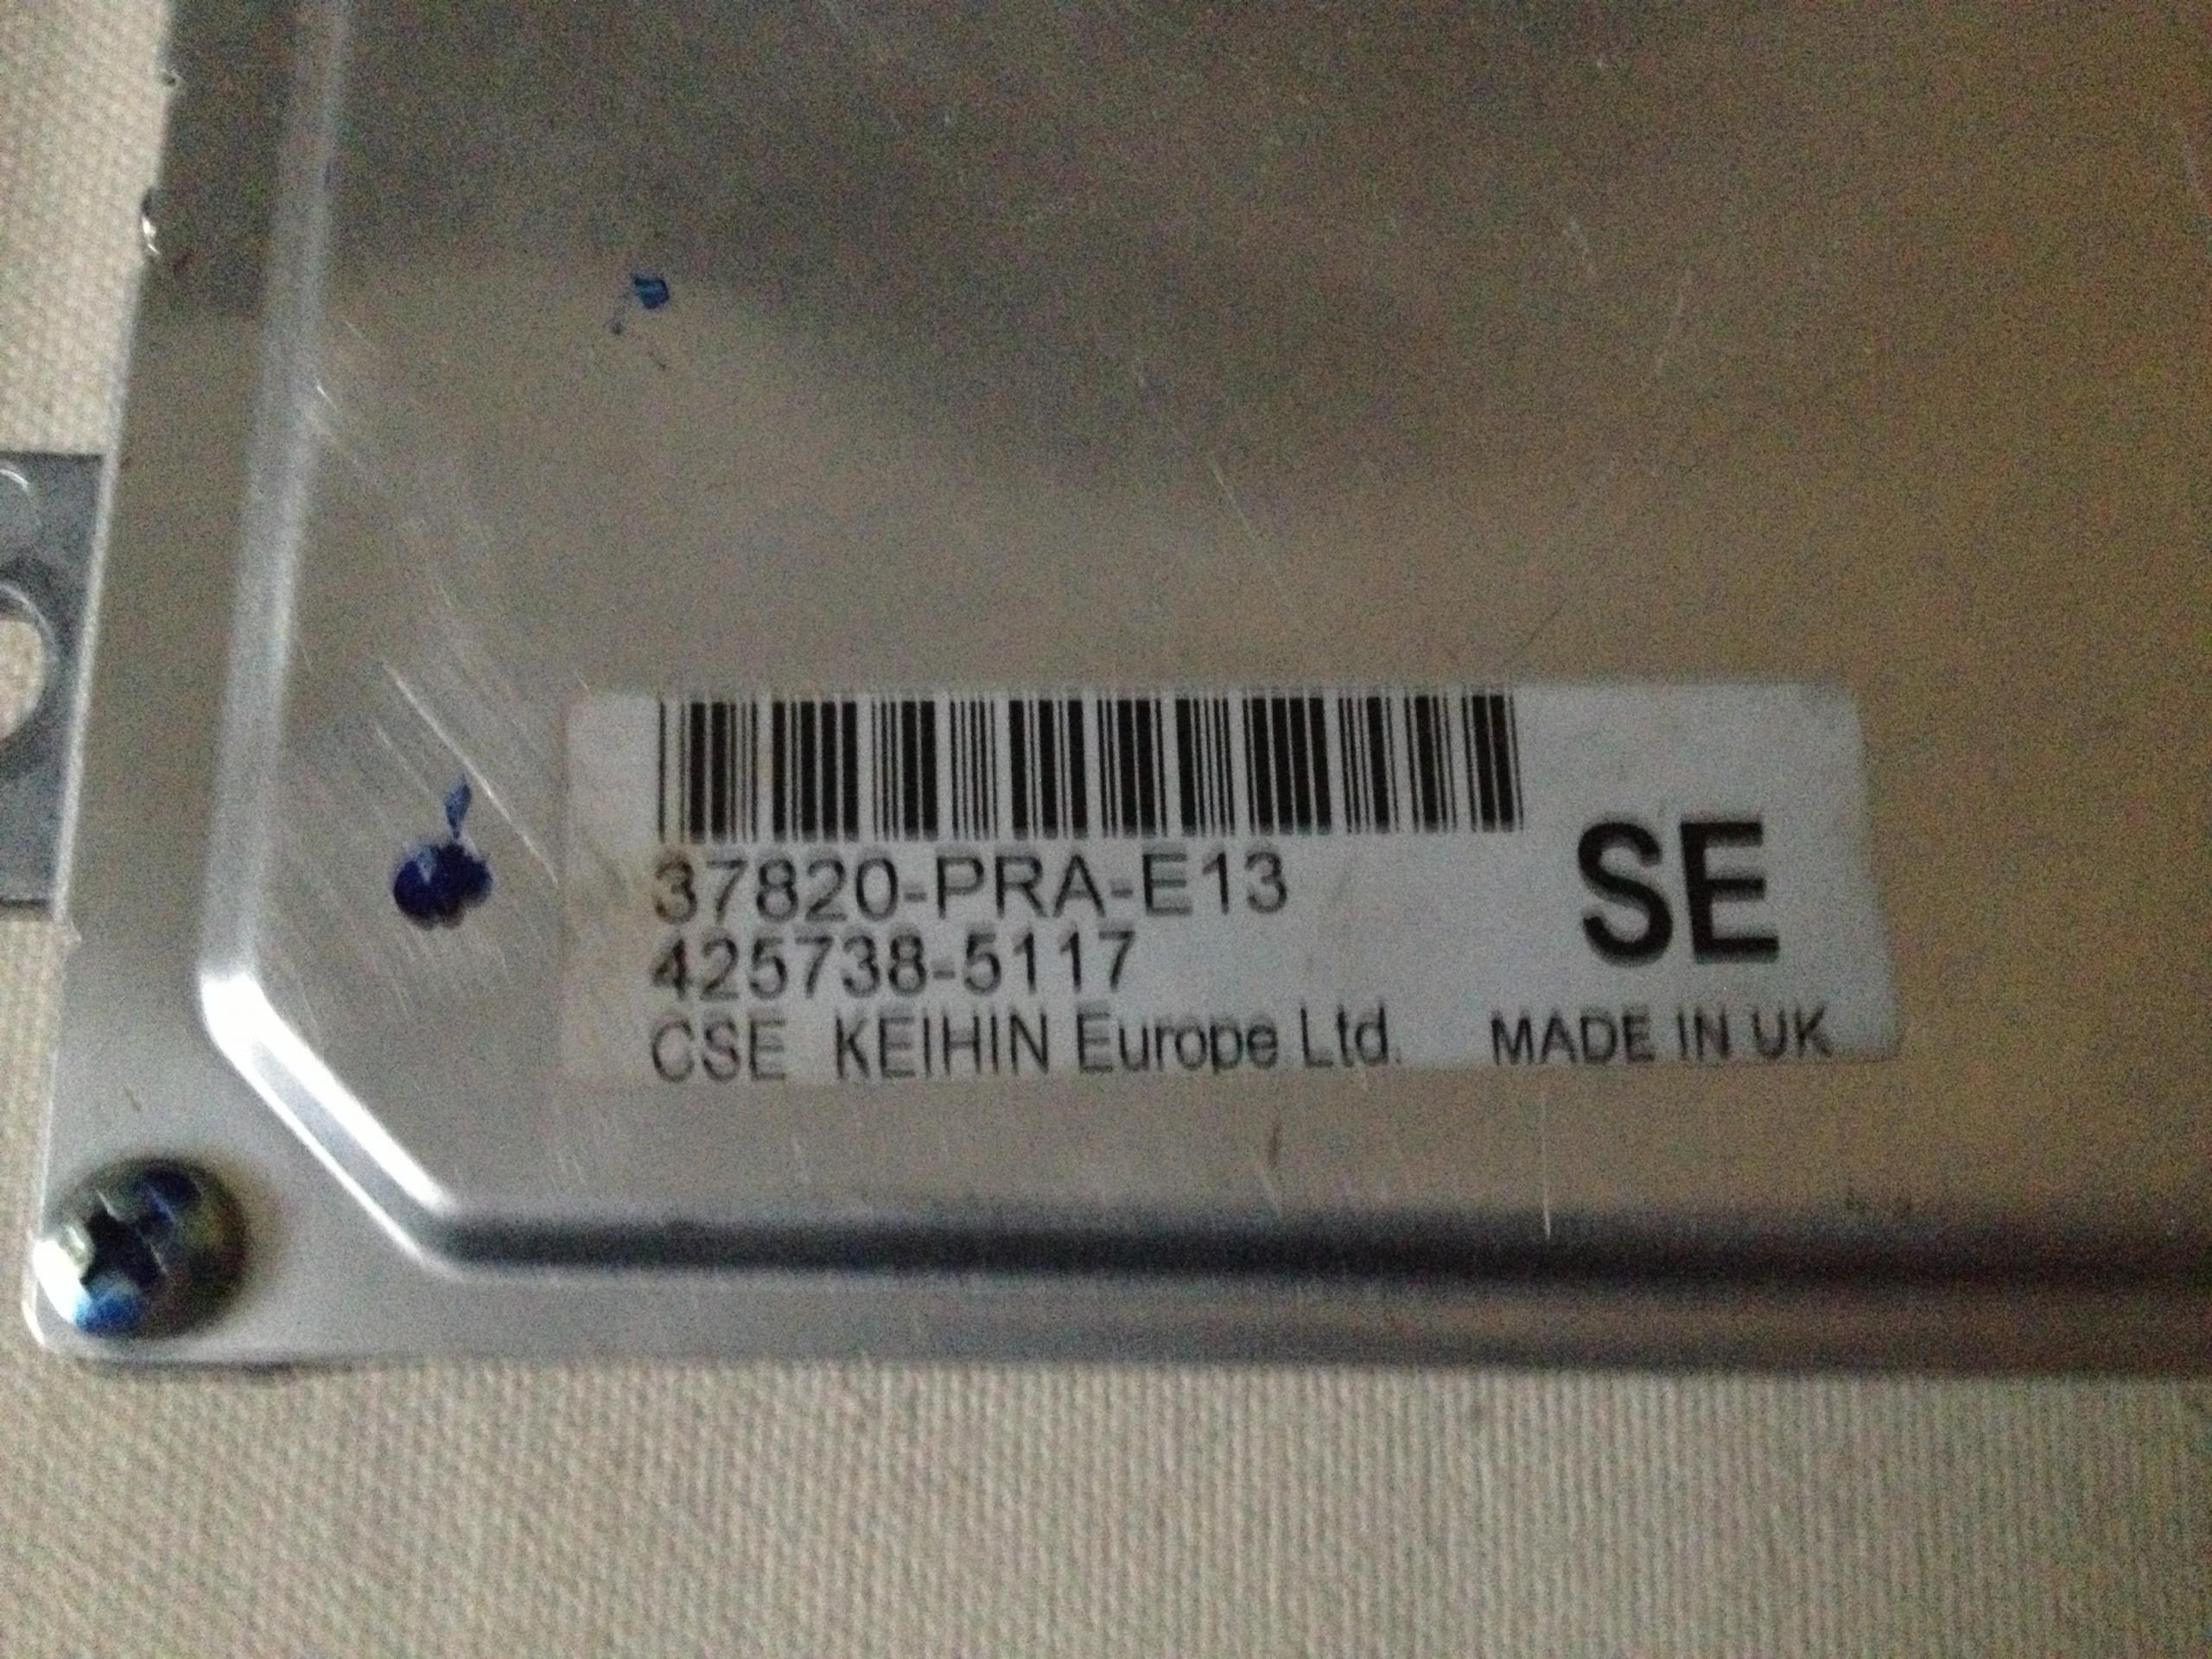 37820-PRA-E13
425738-5117
SE
CSE KEIHIN Europe Ltd. MADE IN UK